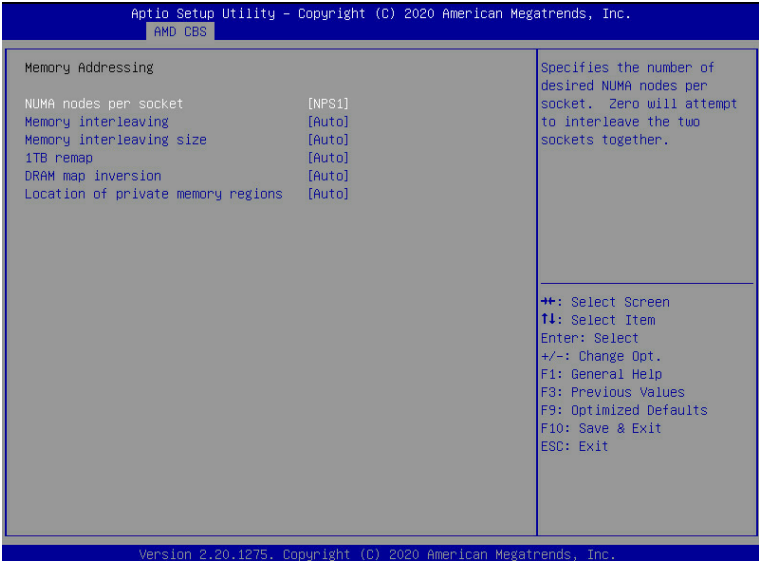 Aptio Setup Utility – Copyright (C) 2020 American Megatrends, Inc.
AMD CBS
Memory Addressing
NUMA nodes per socket [NPS1]
Memory interleaving [Auto]
Memory interleaving size [Auto]
1TB remap [Auto]
DRAM map inversion [Auto]
Location of private memory regions [Auto]
Specifies the number of
desired NUMA nodes per
socket. Zero will attempt
to interleave the two
sockets together.
→←: Select Screen
↑↓: Select Item
Enter: Select
+/-: Change Opt.
F1: General Help
F3: Previous Values
F9: Optimized Defaults
F10: Save & Exit
ESC: Exit
Version 2.20.1275. Copyright (C) 2020 American Megatrends, Inc.